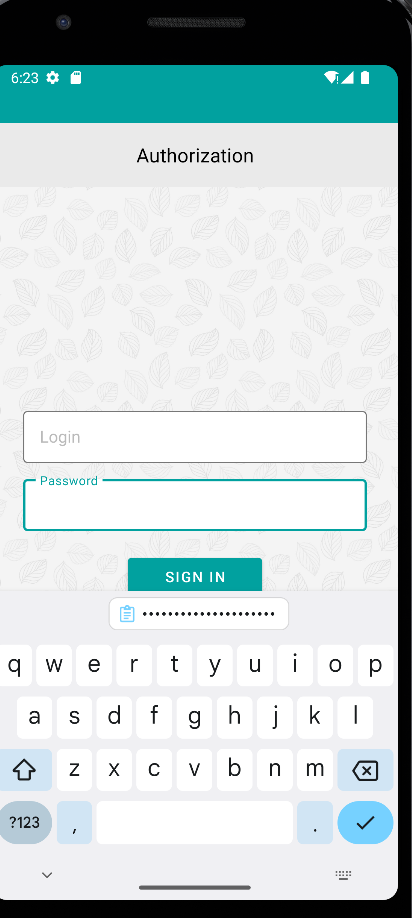 6:23
Authorization
Login
Password
SIGN IN
•••••••••••••••••••••
q w e r t y u i o p
a s d f g h j k l
z x c v b n m
?123 , .